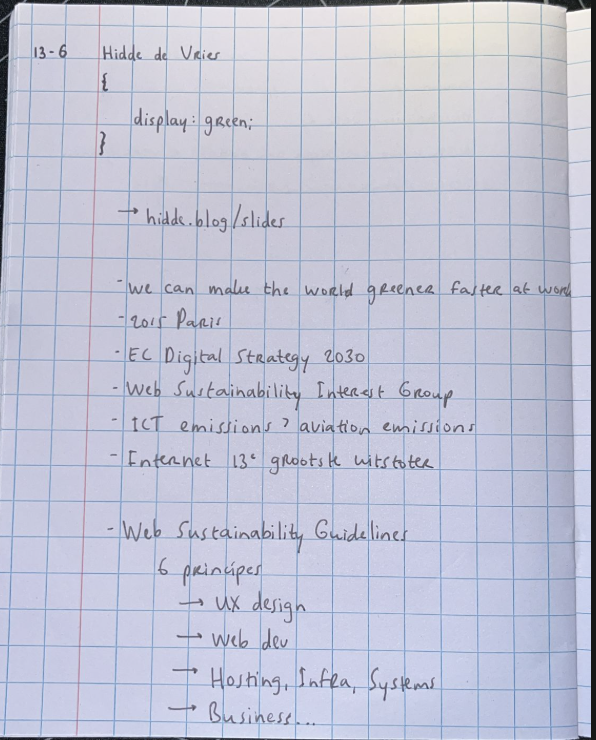 13-6 Hidde de Vries
{
display: green;
}
→ hidde.blog/slides
- we can make the world greener faster at work
- 2015 Paris
- EC Digital Strategy 2030
- Web Sustainability Interest Group
- ICT emissions > aviation emissions
- Internet 13e grootste uitstoter
- Web Sustainability Guidelines
6 principes
→ UX design
→ Web dev
→ Hosting, Infra, Systems
→ Business...